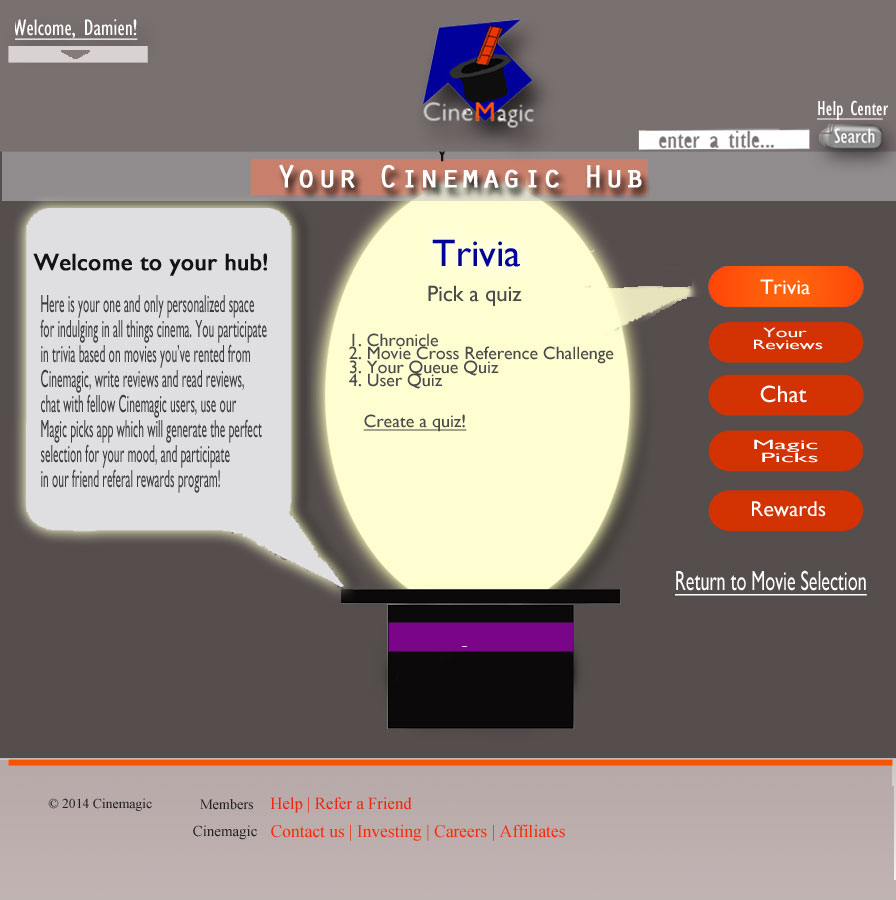 Welcome, Damien!
CineMagic
Help Center
enter a title...
Search
Your Cinemagic Hub
Welcome to your hub!
Here is your one and only personalized space
for indulging in all things cinema. You participate
in trivia based on movies you've rented from
Cinemagic, write reviews and read reviews,
chat with fellow Cinemagic users, use our
Magic picks app which will generate the perfect
selection for your mood, and participate
in our friend referal rewards program!
Trivia
Pick a quiz
1. Chronicle
2. Movie Cross Reference Challenge
3. Your Queue Quiz
4. User Quiz
Create a quiz!
Trivia
Your
Reviews
Chat
Magic
Picks
Rewards
Return to Movie Selection
© 2014 Cinemagic
Members Help | Refer a Friend
Cinemagic Contact us | Investing | Careers | Affiliates